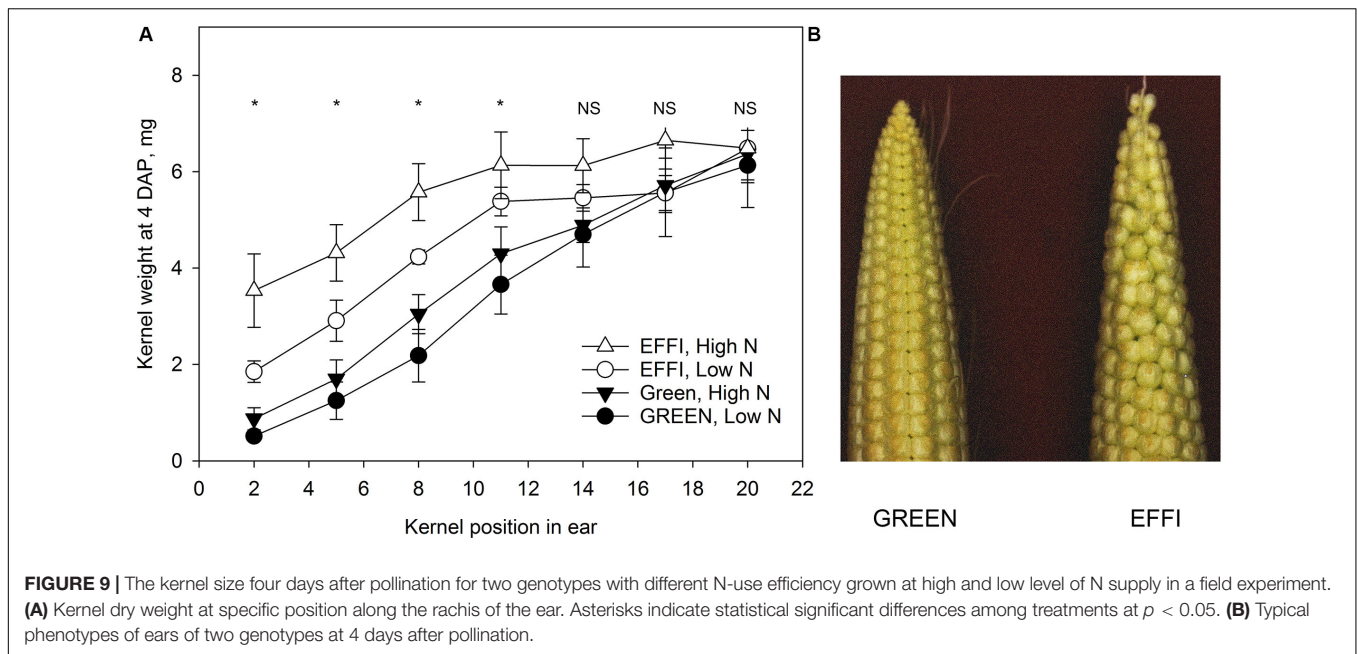 A
B
Kernel weight at 4 DAP, mg
8
6
4
2
0
* * * * NS NS NS
EFFI, High N
EFFI, Low N
Green, High N
GREEN, Low N
0 2 4 6 8 10 12 14 16 18 20 22
Kernel position in ear
GREEN EFFI
FIGURE 9 | The kernel size four days after pollination for two genotypes with different N-use efficiency grown at high and low level of N supply in a field experiment.
(A) Kernel dry weight at specific position along the rachis of the ear. Asterisks indicate statistical significant differences among treatments at p < 0.05. (B) Typical
phenotypes of ears of two genotypes at 4 days after pollination.